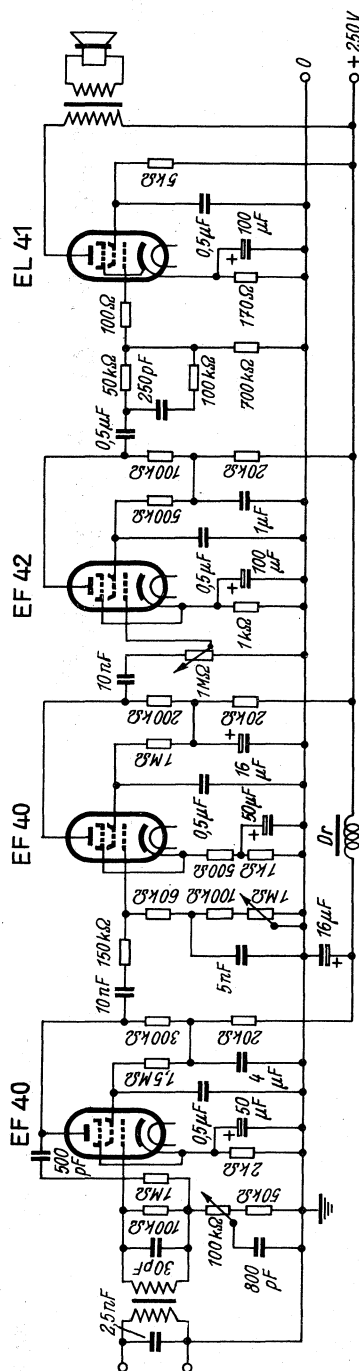 EF 40
EF 40
EF 42
EL 41
2,5nF
30pF
100kΩ
1MΩ
500
pF
100kΩ
800
pF
50kΩ
2kΩ
50
µF
+
0,5µF
1,5MΩ
4
µF
300kΩ
20kΩ
10nF
150kΩ
5nF
60kΩ
100kΩ
1MΩ
16µF
+
500Ω
1kΩ
50µF
+
0,5µF
1MΩ
16
µF
+
200kΩ
20kΩ
Dr
10nF
1MΩ
1kΩ
100
µF
+
0,5µF
500kΩ
1µF
100kΩ
20kΩ
0,5µF
50kΩ
250pF
100kΩ
700kΩ
100Ω
170Ω
100
µF
+
0,5µF
5kΩ
0
+ 250V